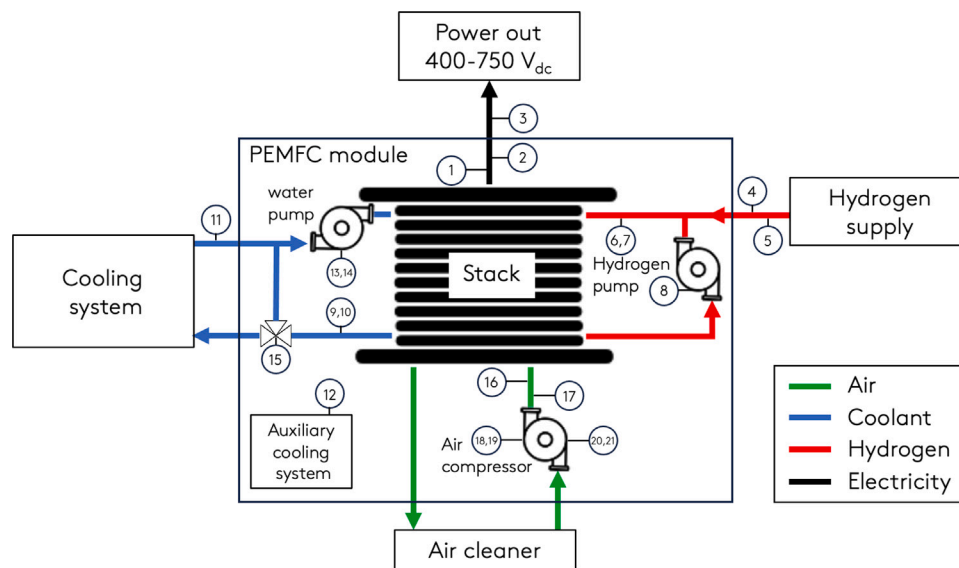 Power out
400-750 Vdc
3
PEMFC module
1
2
water
pump
4
Hydrogen
supply
11
6,7
5
Cooling
system
13,14
Stack
Hydrogen
pump
8
9,10
15
16
17
12
Auxiliary
cooling
system
18,19
20,21
Air
compressor
Air
Coolant
Hydrogen
Electricity
Air cleaner